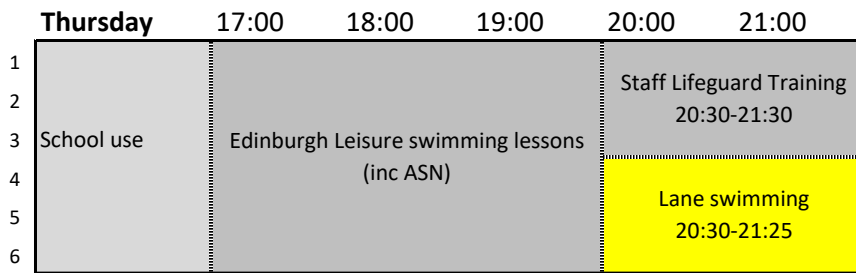 Thursday 17:00 18:00 19:00 20:00 21:00
1
2
3
4
5
6
School use
Edinburgh Leisure swimming lessons
(inc ASN)
Staff Lifeguard Training
20:30-21:30
Lane swimming
20:30-21:25